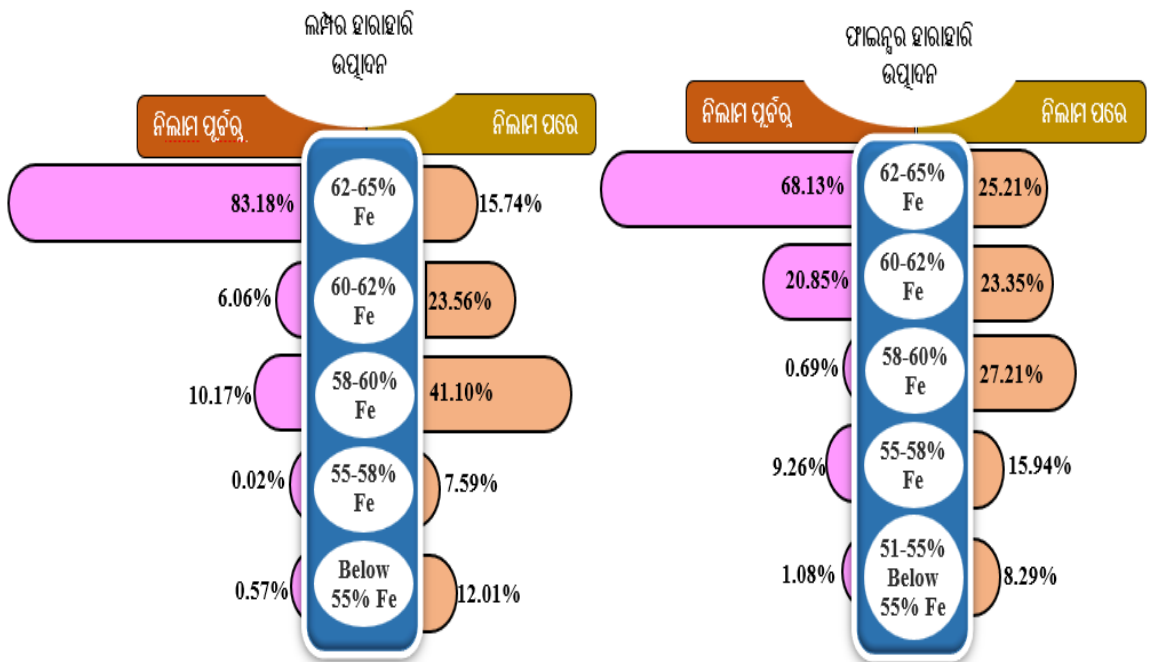 ଲମ୍ପର ହାରାହାରି
ଉତ୍ପାଦନ
ନିଲାମ ପୂର୍ବରୁ
ନିଲାମ ପରେ
83.18%
62-65%
Fe
15.74%
6.06%
60-62%
Fe
23.56%
10.17%
58-60%
Fe
41.10%
0.02%
55-58%
Fe
7.59%
0.57%
Below
55% Fe
12.01%
ଫାଇନ୍ସର ହାରାହାରି
ଉତ୍ପାଦନ
ନିଲାମ ପୂର୍ବରୁ
ନିଲାମ ପରେ
68.13%
62-65%
Fe
25.21%
20.85%
60-62%
Fe
23.35%
0.69%
58-60%
Fe
27.21%
9.26%
55-58%
Fe
15.94%
1.08%
51-55%
Below
55% Fe
8.29%